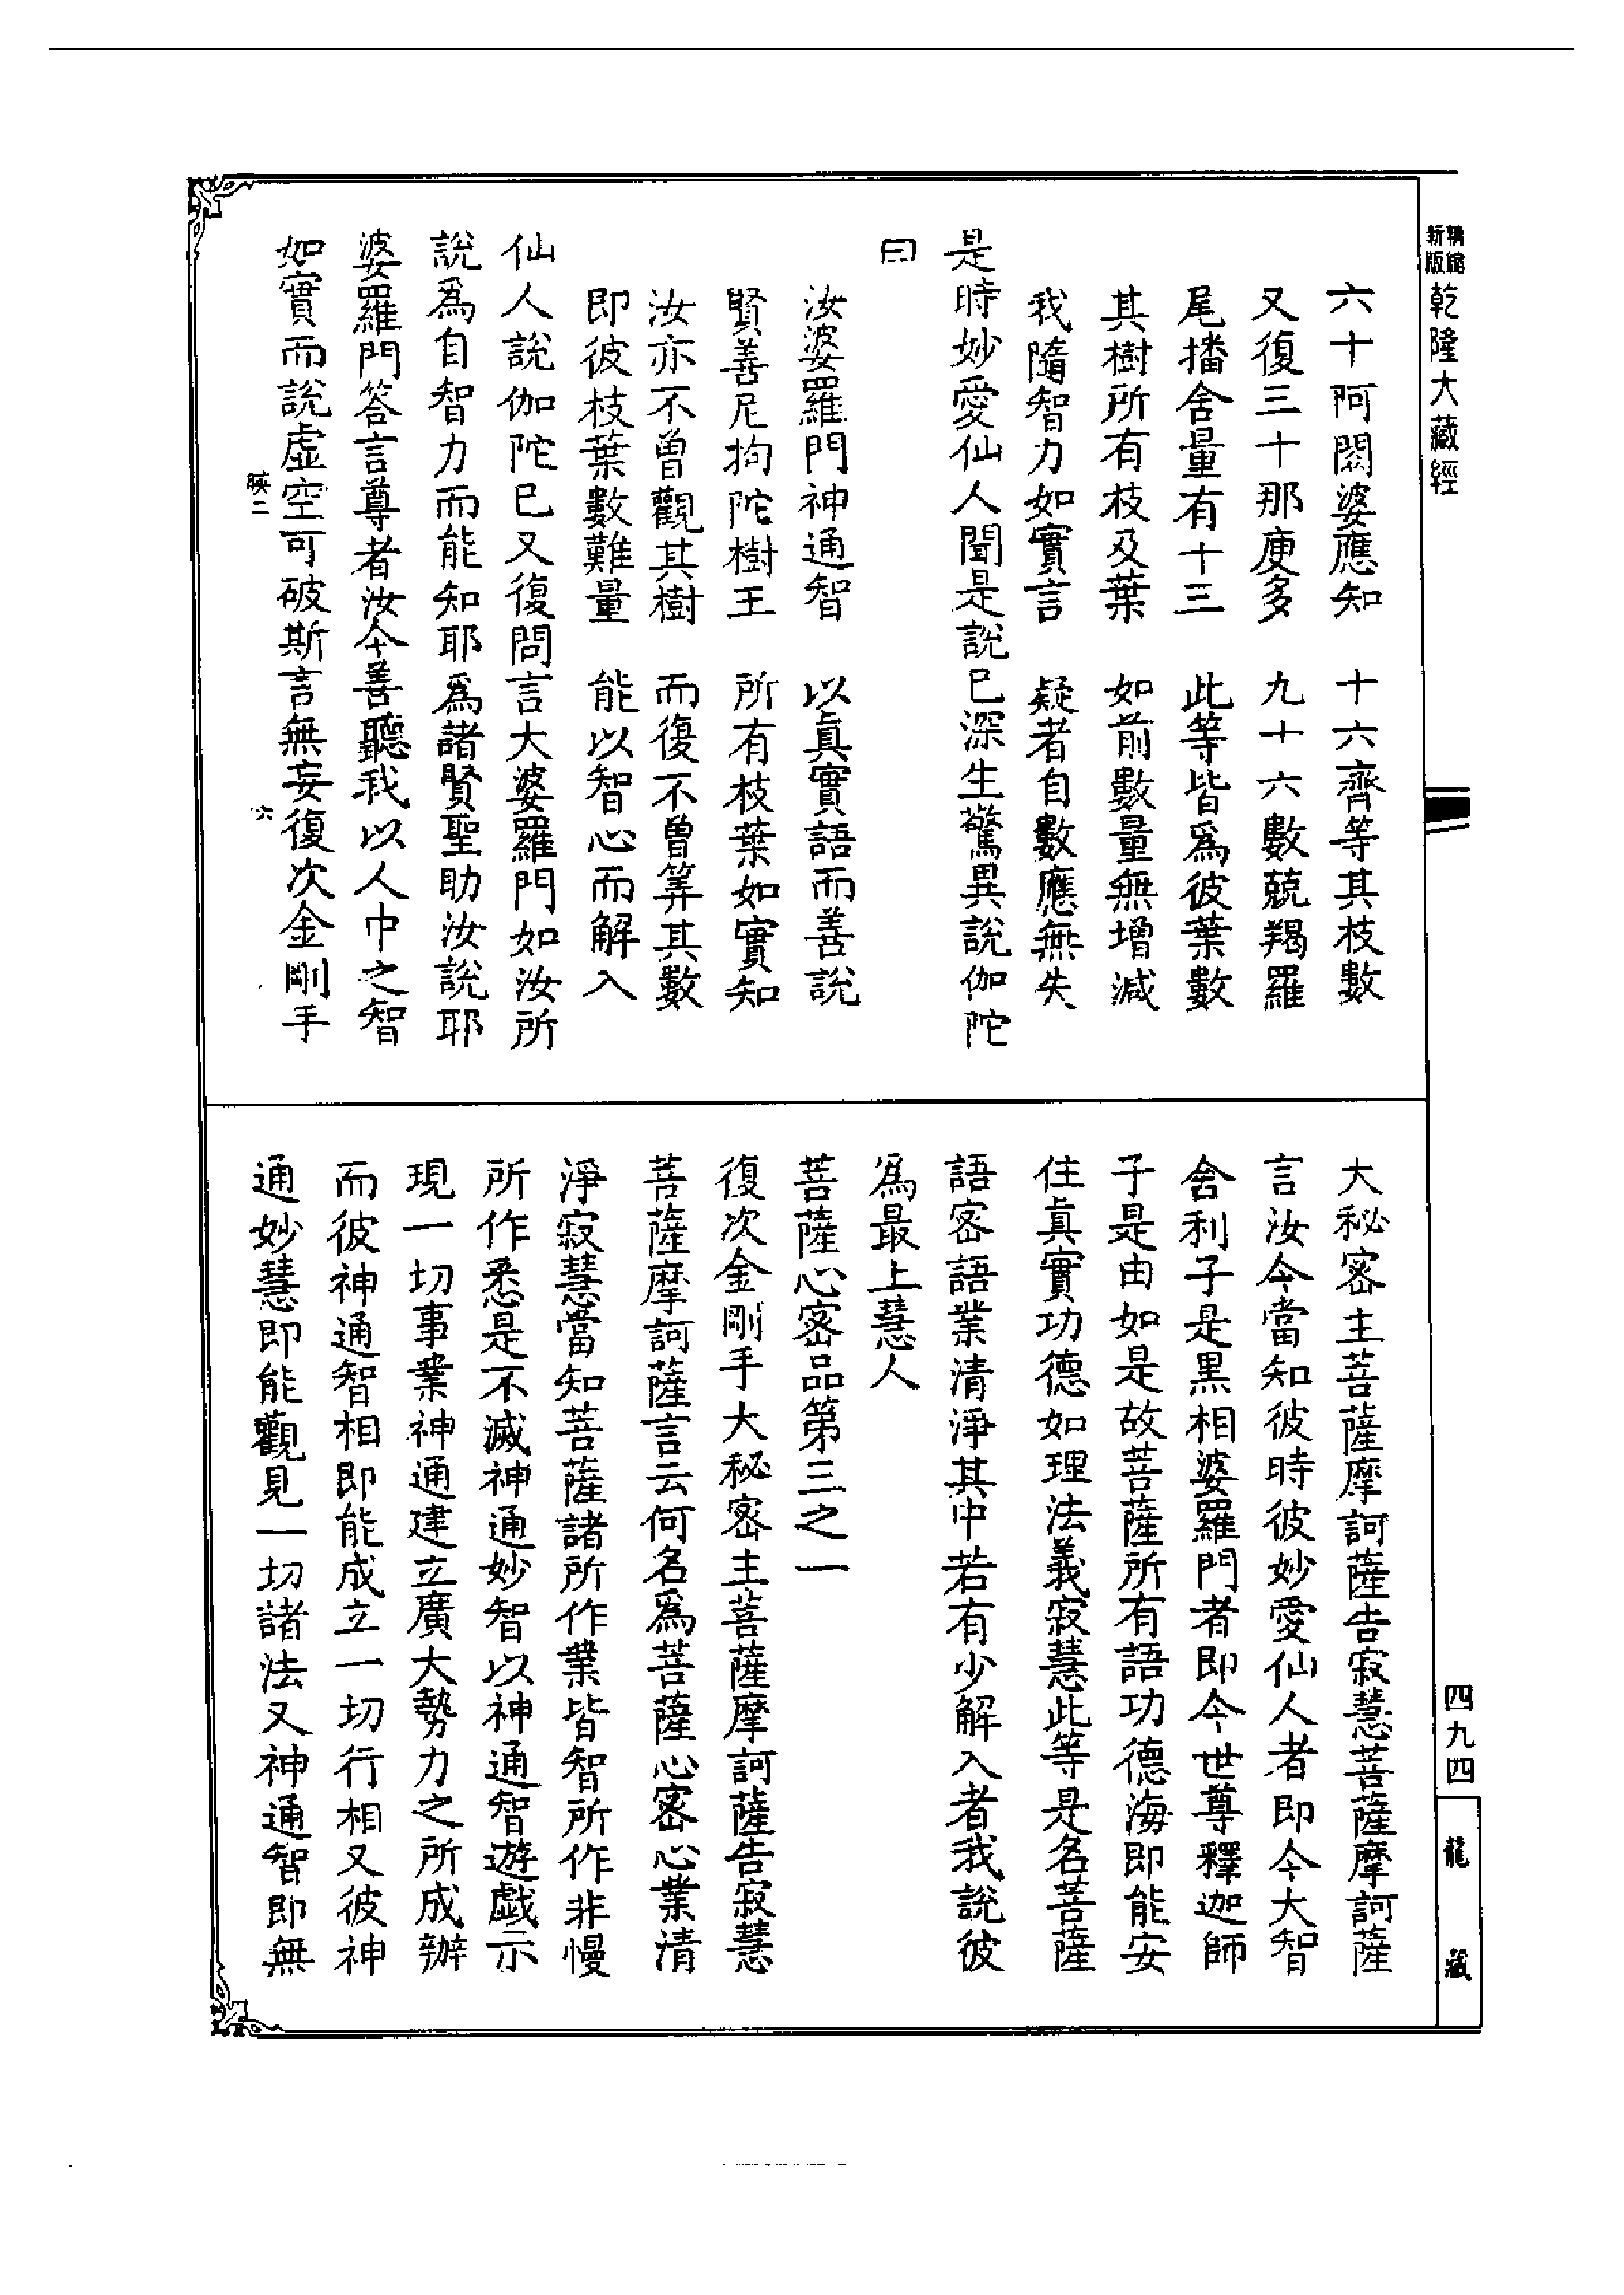 精縮新版乾隆大藏經
六十阿閦婆應知　十六齊等其枝數
又復三十那庾多　九十六數兢羯羅
尾播舍量有十三　此等皆爲彼葉數
其樹所有枝及葉　如前數量無增減
我隨智力如實言　疑者自數應無失
是時妙愛仙人聞是說已深生驚異說伽陀
曰
汝婆羅門神通智　以眞實語而善說
賢善尼拘陀樹王　所有枝葉如實知
汝亦不曾觀其樹　而復不曾筭其數
即彼枝葉數難量　能以智心而解入
仙人說伽陀已又復問言大婆羅門如汝所
說爲自智力而能知耶爲諸賢聖助汝說耶
婆羅門答言尊者汝今善聽我以人中之智
如實而說虛空可破斯言無妄復次金剛手
暎二　六
大秘密主菩薩摩訶薩告寂慧菩薩摩訶薩
言汝今當知彼時彼妙愛仙人者即今大智
舍利子是黑相婆羅門者即今世尊釋迦師
子是由如是故菩薩所有語功德海即能安
住眞實功德如理法義寂慧此等是名菩薩
語密語業清淨其中若有少解入者我說彼
爲最上慧人
菩薩心密品第三之一
復次金剛手大秘密主菩薩摩訶薩告寂慧
菩薩摩訶薩言云何名爲菩薩心密心業清
淨寂慧當知菩薩諸所作業皆智所作非慢
所作悉是不滅神通妙智以神通智遊戲示
現一切事業神通建立廣大勢力之所成辦
而彼神通智相即能成立一切行相又彼神
通妙慧即能觀見一切諸法又神通智即無
四九四
龍藏